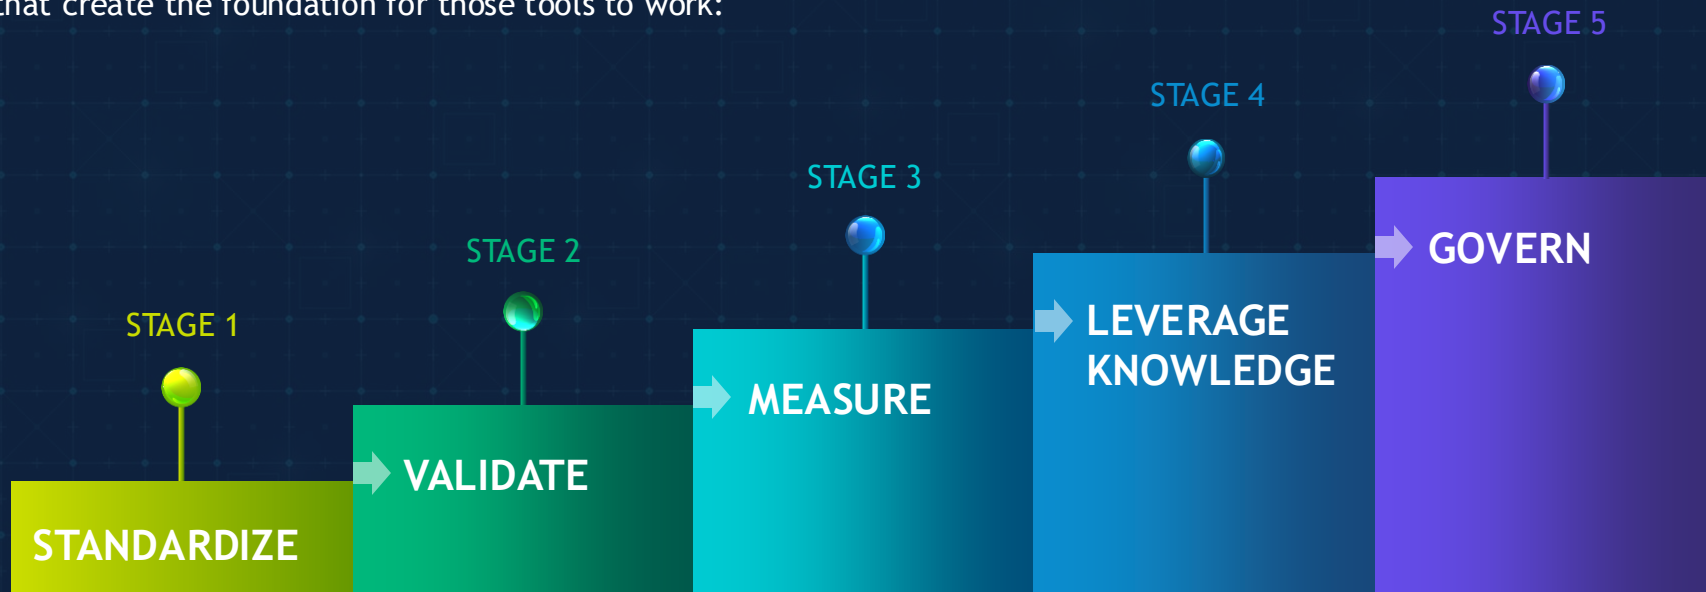 that create the foundation for those tools to work:
STAGE 1
STANDARDIZE
STAGE 2
VALIDATE
STAGE 3
MEASURE
STAGE 4
LEVERAGE
KNOWLEDGE
STAGE 5
GOVERN